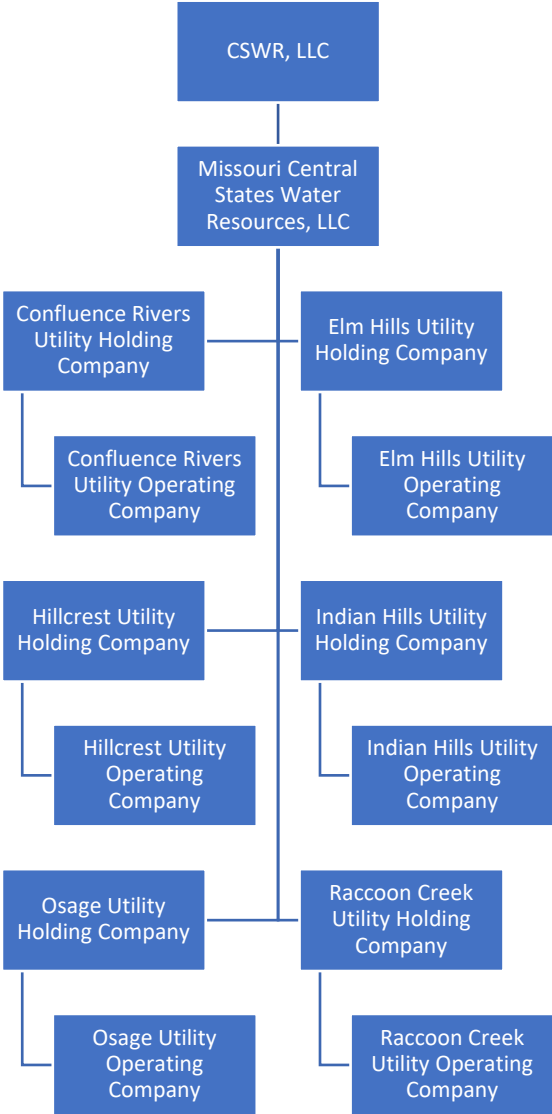 CSWR, LLC
Missouri Central
States Water
Resources, LLC
Confluence Rivers
Utility Holding
Company
Elm Hills Utility
Holding Company
Confluence Rivers
Utility Operating
Company
Elm Hills Utility
Operating
Company
Hillcrest Utility
Holding Company
Indian Hills Utility
Holding Company
Hillcrest Utility
Operating
Company
Indian Hills Utility
Operating
Company
Osage Utility
Holding Company
Raccoon Creek
Utility Holding
Company
Osage Utility
Operating
Company
Raccoon Creek
Utility Operating
Company